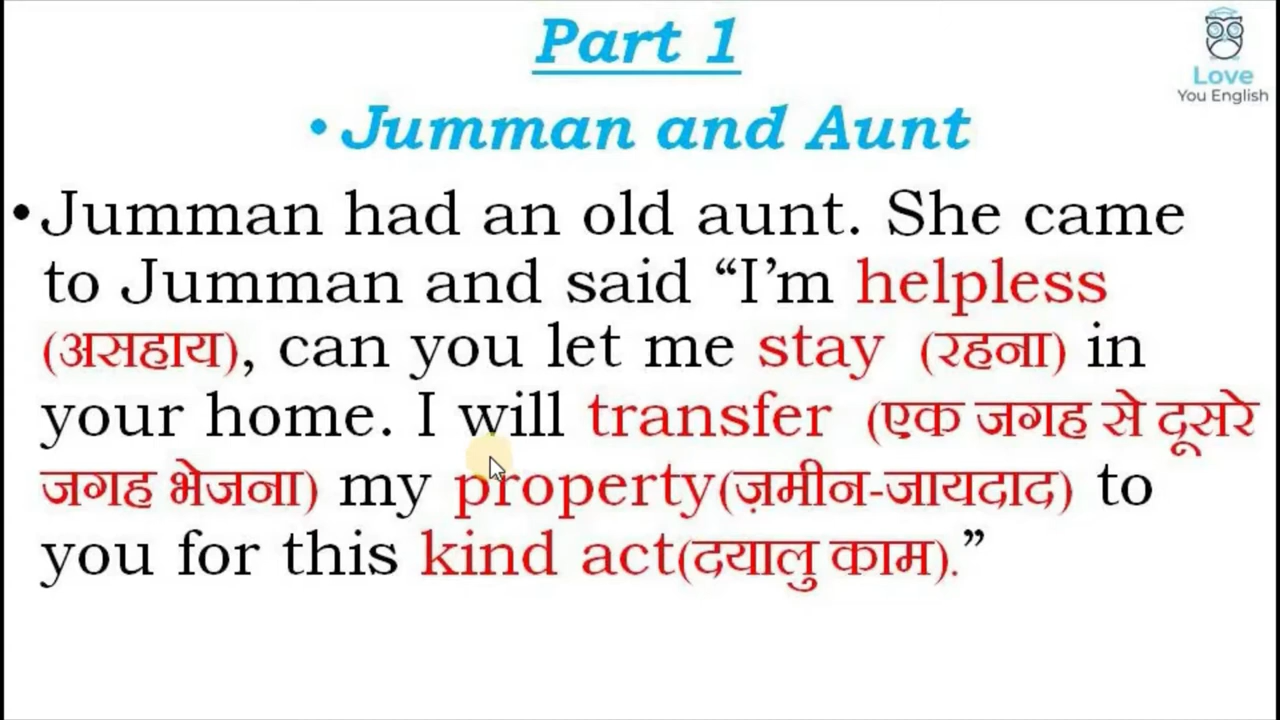 Part 1
Love
You English
• Jumman and Aunt
• Jumman had an old aunt. She came
to Jumman and said “I’m helpless
(असहाय), can you let me stay (रहना) in
your home. I will transfer (एक जगह से दूसरे
जगह भेजना) my property(ज़मीन-जायदाद) to
you for this kind act(दयालु काम).”